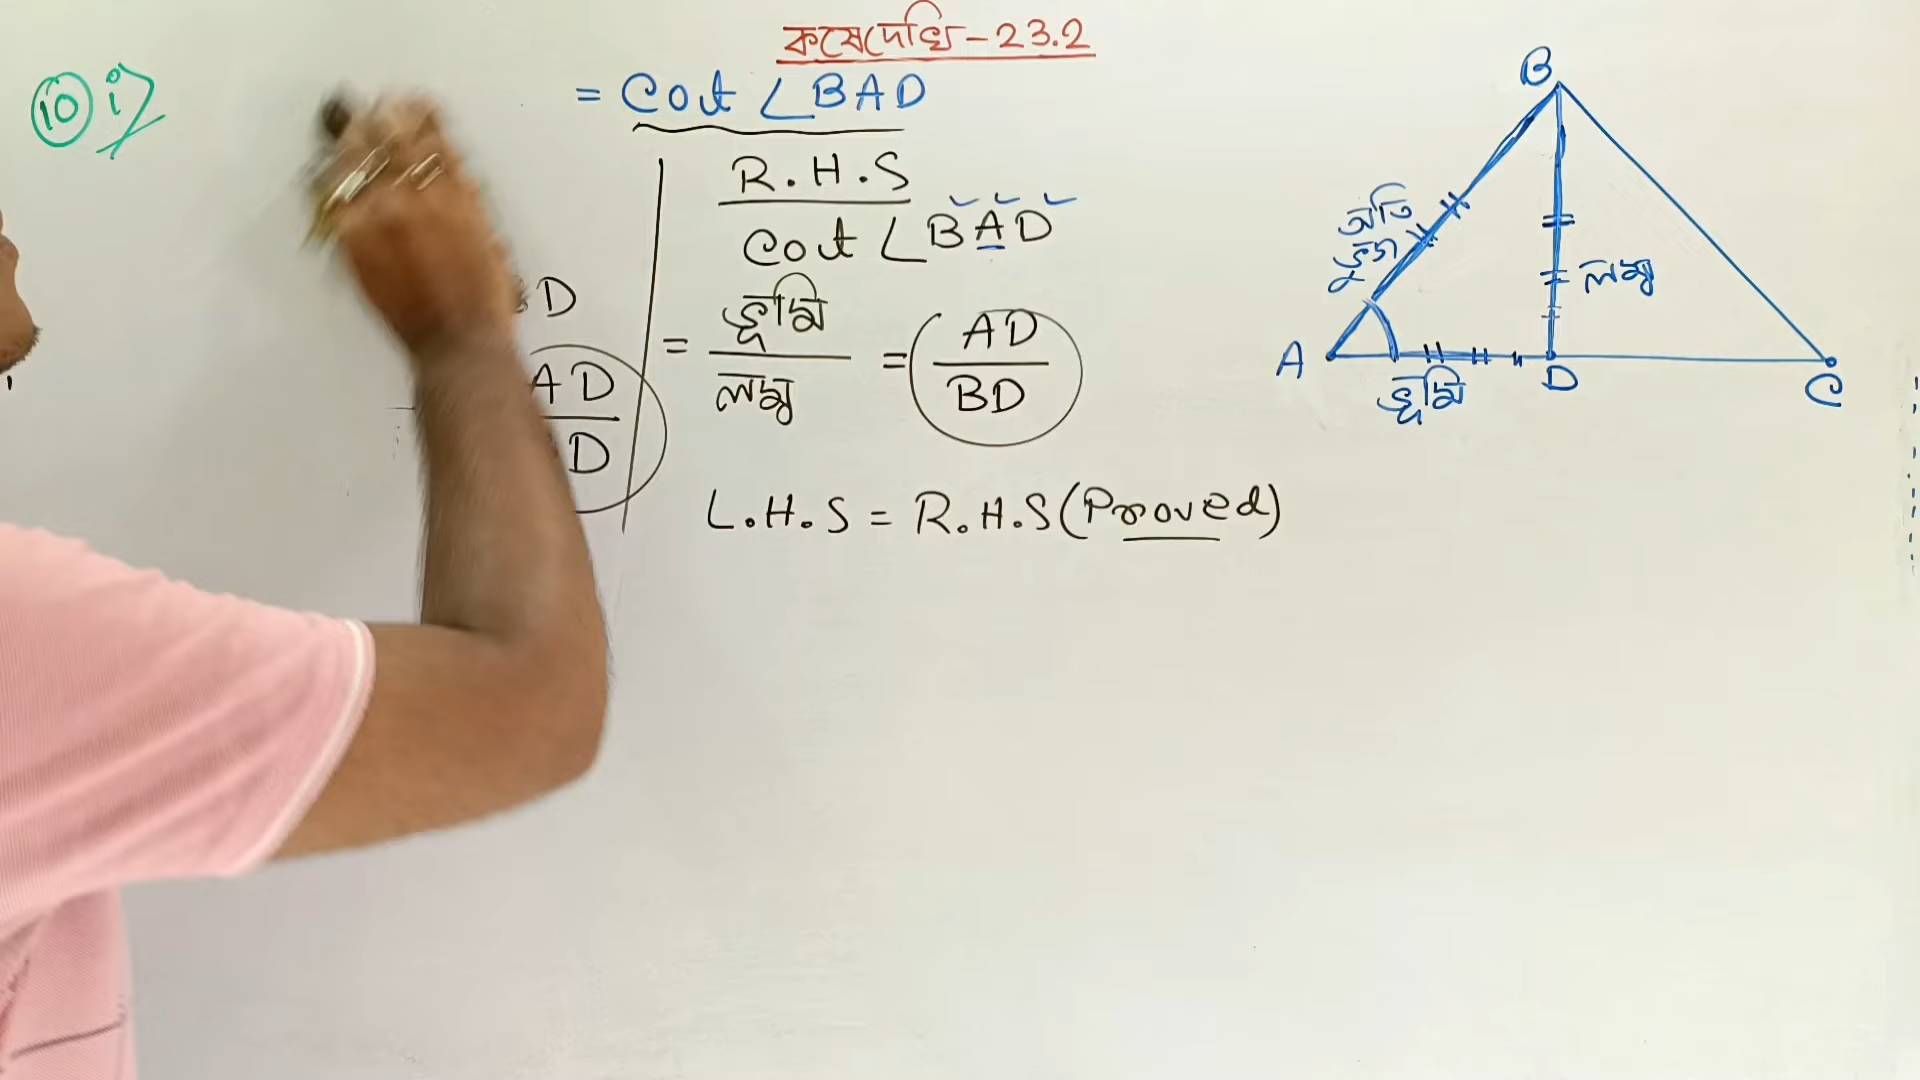 কষেদেখি-23.2
10 i
= Cot ∠BAD
R.H.S
Cot ∠BAD
= ভূমি / লম্ব = AD / BD
D
AD
D
L.H.S = R.H.S (Proved)
B
অতিভুজ
লম্ব
A
ভূমি
D
C